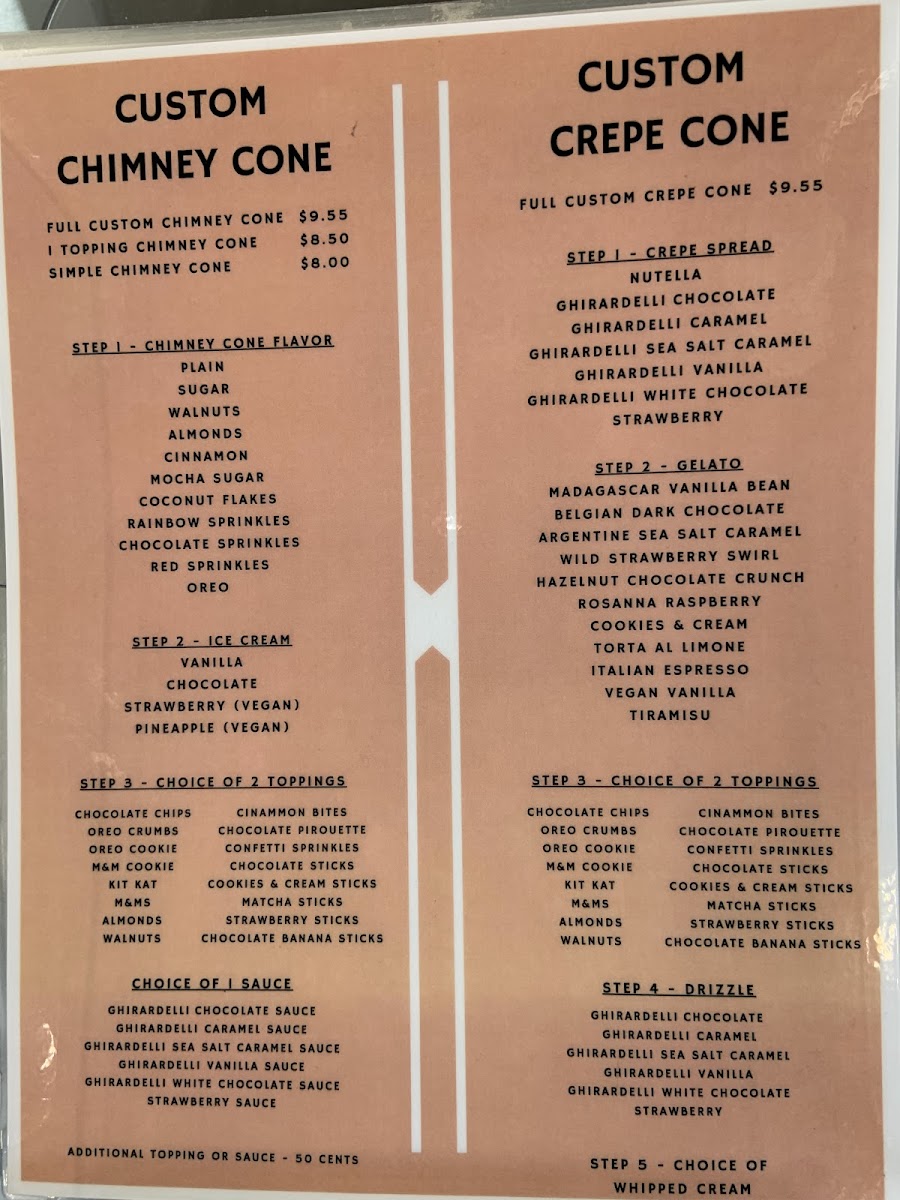 CUSTOM
CHIMNEY CONE
FULL CUSTOM CHIMNEY CONE $9.55
1 TOPPING CHIMNEY CONE $8.50
SIMPLE CHIMNEY CONE $8.00
STEP 1 - CHIMNEY CONE FLAVOR
PLAIN
SUGAR
WALNUTS
ALMONDS
CINNAMON
MOCHA SUGAR
COCONUT FLAKES
RAINBOW SPRINKLES
CHOCOLATE SPRINKLES
RED SPRINKLES
OREO
STEP 2 - ICE CREAM
VANILLA
CHOCOLATE
STRAWBERRY (VEGAN)
PINEAPPLE (VEGAN)
STEP 3 - CHOICE OF 2 TOPPINGS
CHOCOLATE CHIPS CINAMMON BITES
OREO CRUMBS CHOCOLATE PIROUETTE
OREO COOKIE CONFETTI SPRINKLES
M&M COOKIE CHOCOLATE STICKS
KIT KAT COOKIES & CREAM STICKS
M&MS MATCHA STICKS
ALMONDS STRAWBERRY STICKS
WALNUTS CHOCOLATE BANANA STICKS
CHOICE OF 1 SAUCE
GHIRARDELLI CHOCOLATE SAUCE
GHIRARDELLI CARAMEL SAUCE
GHIRARDELLI SEA SALT CARAMEL SAUCE
GHIRARDELLI VANILLA SAUCE
GHIRARDELLI WHITE CHOCOLATE SAUCE
STRAWBERRY SAUCE
ADDITIONAL TOPPING OR SAUCE - 50 CENTS
CUSTOM
CREPE CONE
FULL CUSTOM CREPE CONE $9.55
STEP 1 - CREPE SPREAD
NUTELLA
GHIRARDELLI CHOCOLATE
GHIRARDELLI CARAMEL
GHIRARDELLI SEA SALT CARAMEL
GHIRARDELLI VANILLA
GHIRARDELLI WHITE CHOCOLATE
STRAWBERRY
STEP 2 - GELATO
MADAGASCAR VANILLA BEAN
BELGIAN DARK CHOCOLATE
ARGENTINE SEA SALT CARAMEL
WILD STRAWBERRY SWIRL
HAZELNUT CHOCOLATE CRUNCH
ROSANNA RASPBERRY
COOKIES & CREAM
TORTA AL LIMONE
ITALIAN ESPRESSO
VEGAN VANILLA
TIRAMISU
STEP 3 - CHOICE OF 2 TOPPINGS
CHOCOLATE CHIPS CINAMMON BITES
OREO CRUMBS CHOCOLATE PIROUETTE
OREO COOKIE CONFETTI SPRINKLES
M&M COOKIE CHOCOLATE STICKS
KIT KAT COOKIES & CREAM STICKS
M&MS MATCHA STICKS
ALMONDS STRAWBERRY STICKS
WALNUTS CHOCOLATE BANANA STICKS
STEP 4 - DRIZZLE
GHIRARDELLI CHOCOLATE
GHIRARDELLI CARAMEL
GHIRARDELLI SEA SALT CARAMEL
GHIRARDELLI VANILLA
GHIRARDELLI WHITE CHOCOLATE
STRAWBERRY
STEP 5 - CHOICE OF
WHIPPED CREAM